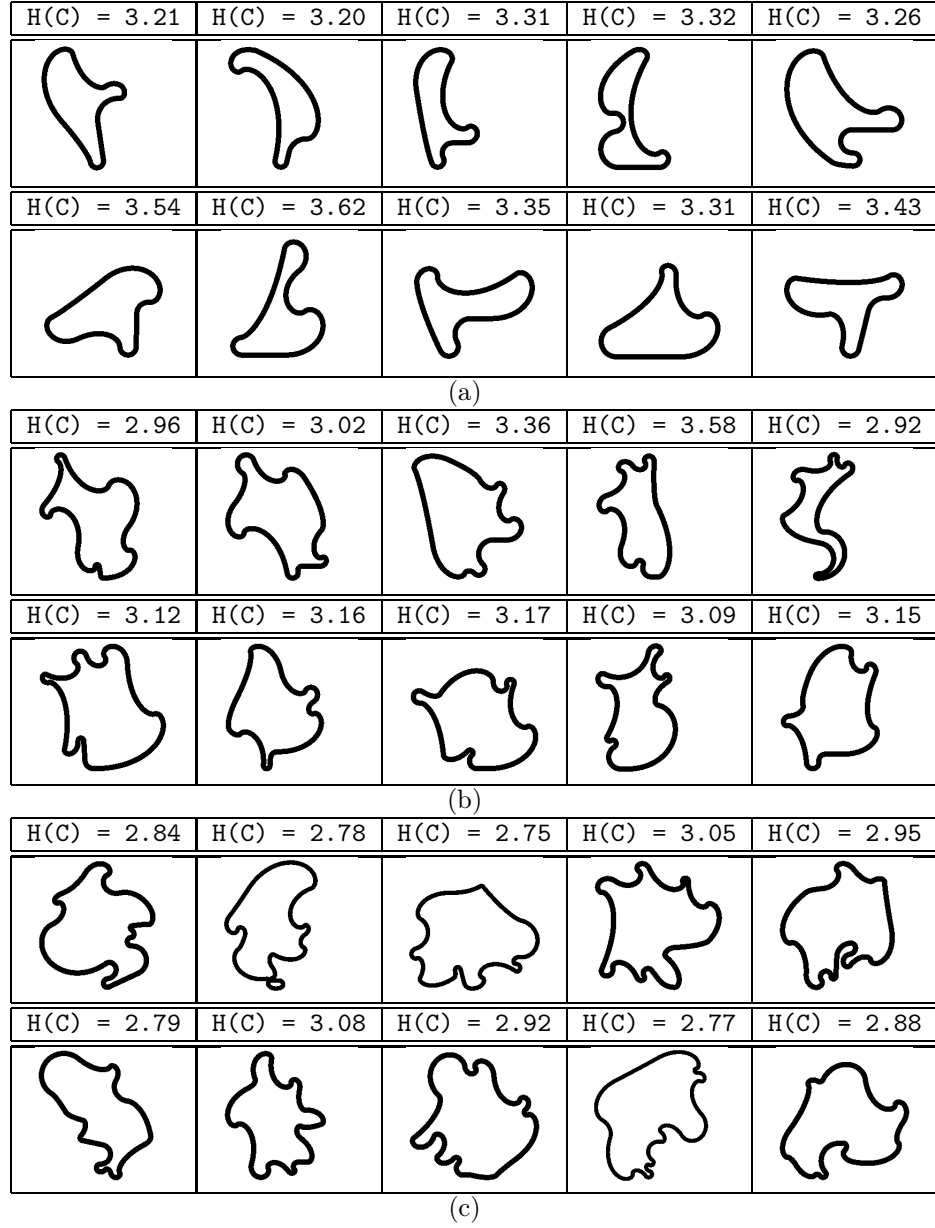 H(C) = 3.21 H(C) = 3.20 H(C) = 3.31 H(C) = 3.32 H(C) = 3.26
H(C) = 3.54 H(C) = 3.62 H(C) = 3.35 H(C) = 3.31 H(C) = 3.43
(a)
H(C) = 2.96 H(C) = 3.02 H(C) = 3.36 H(C) = 3.58 H(C) = 2.92
H(C) = 3.12 H(C) = 3.16 H(C) = 3.17 H(C) = 3.09 H(C) = 3.15
(b)
H(C) = 2.84 H(C) = 2.78 H(C) = 2.75 H(C) = 3.05 H(C) = 2.95
H(C) = 2.79 H(C) = 3.08 H(C) = 2.92 H(C) = 2.77 H(C) = 2.88
(c)